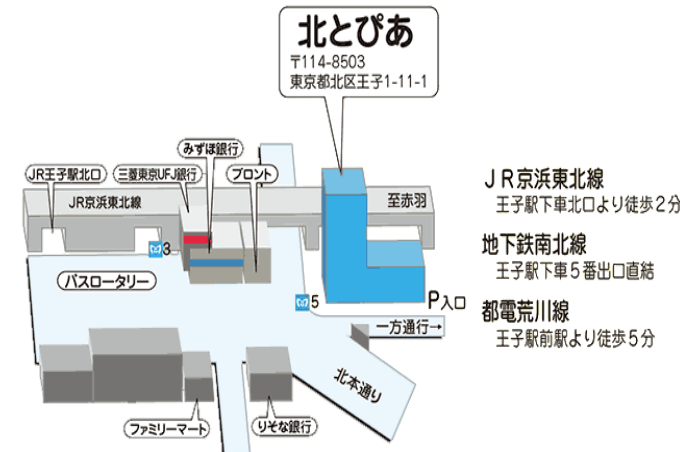 北とぴあ
〒114-8503
東京都北区王子1-11-1
みずほ銀行
JR王子駅北口
三菱東京UFJ銀行
プロント
JR京浜東北線
至赤羽
3
バスロータリー
5
P入口
一方通行→
北本通り
ファミリーマート
りそな銀行
JR京浜東北線
王子駅下車北口より徒歩2分
地下鉄南北線
王子駅下車5番出口直結
都電荒川線
王子駅前駅より徒歩5分